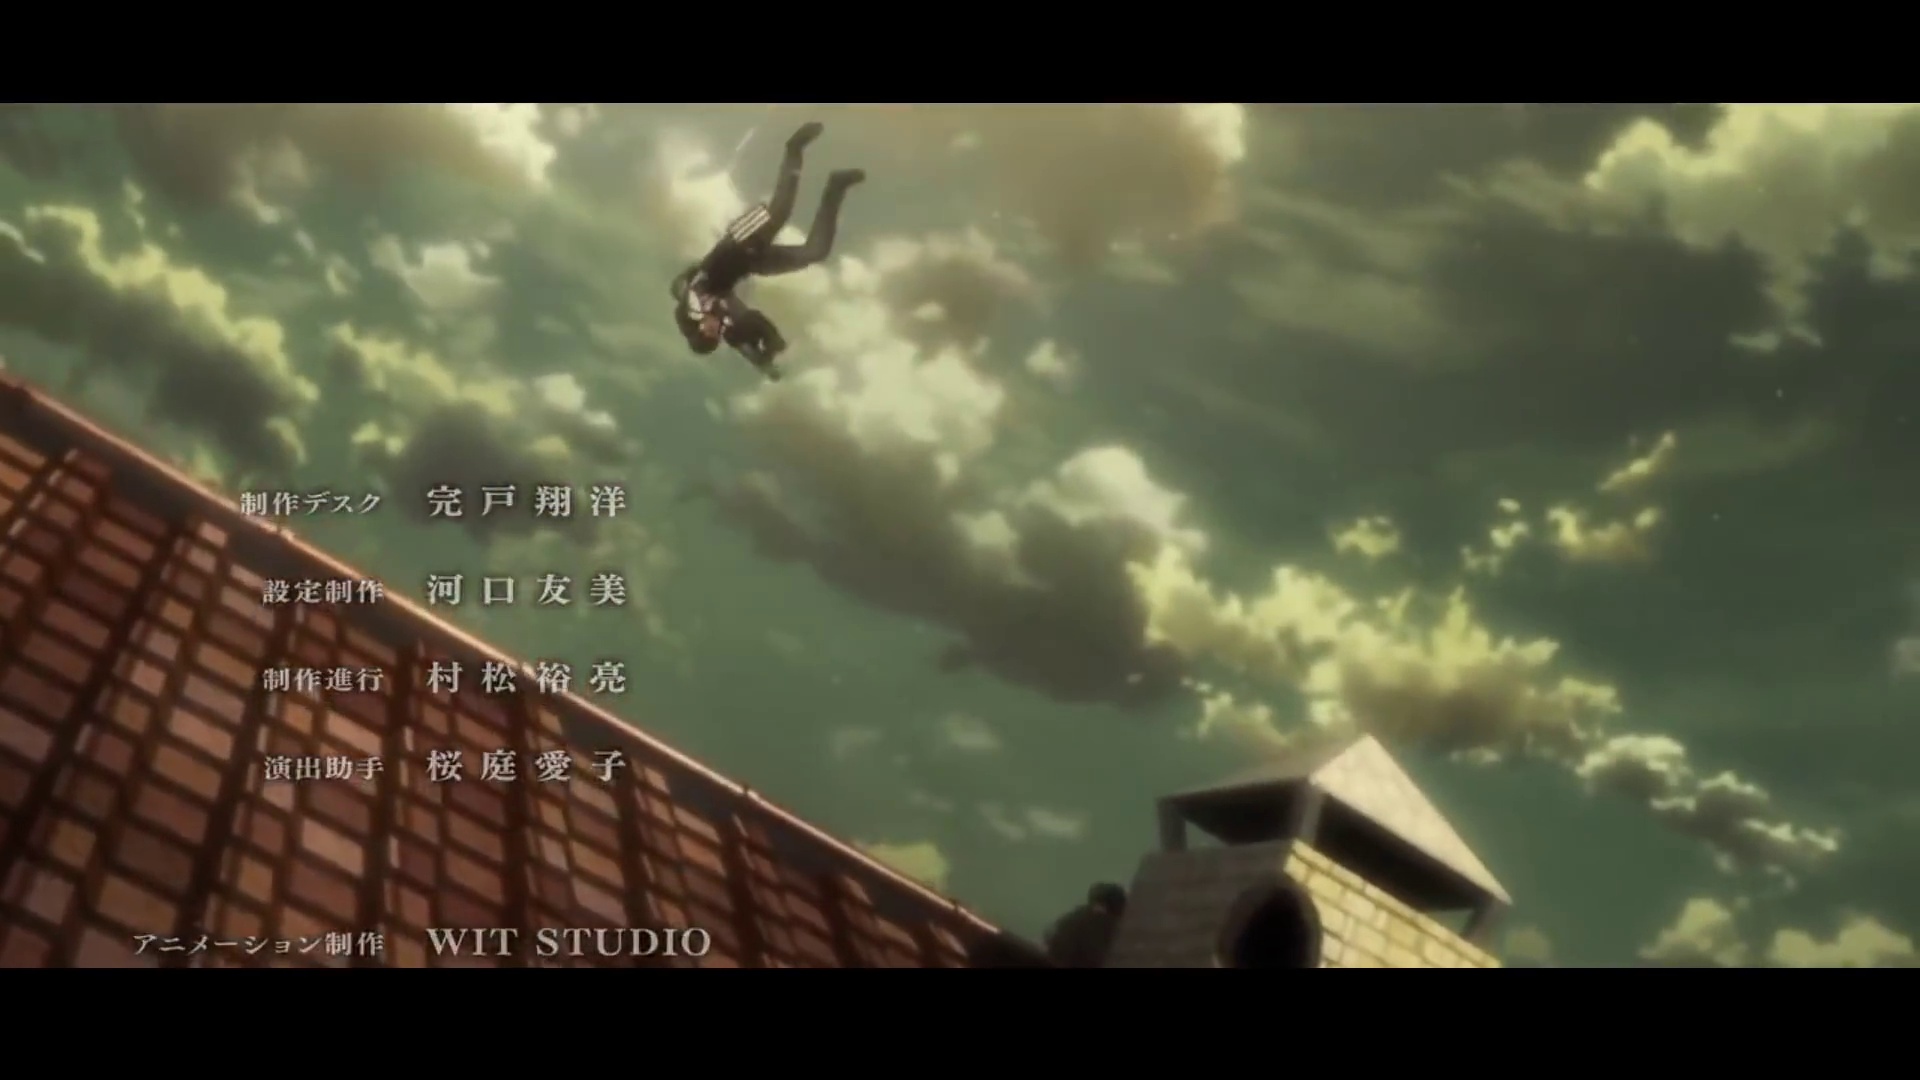 制作デスク 宍戸翔洋
設定制作 河口友美
制作進行 村松裕亮
演出助手 桜庭愛子
アニメーション制作 WIT STUDIO